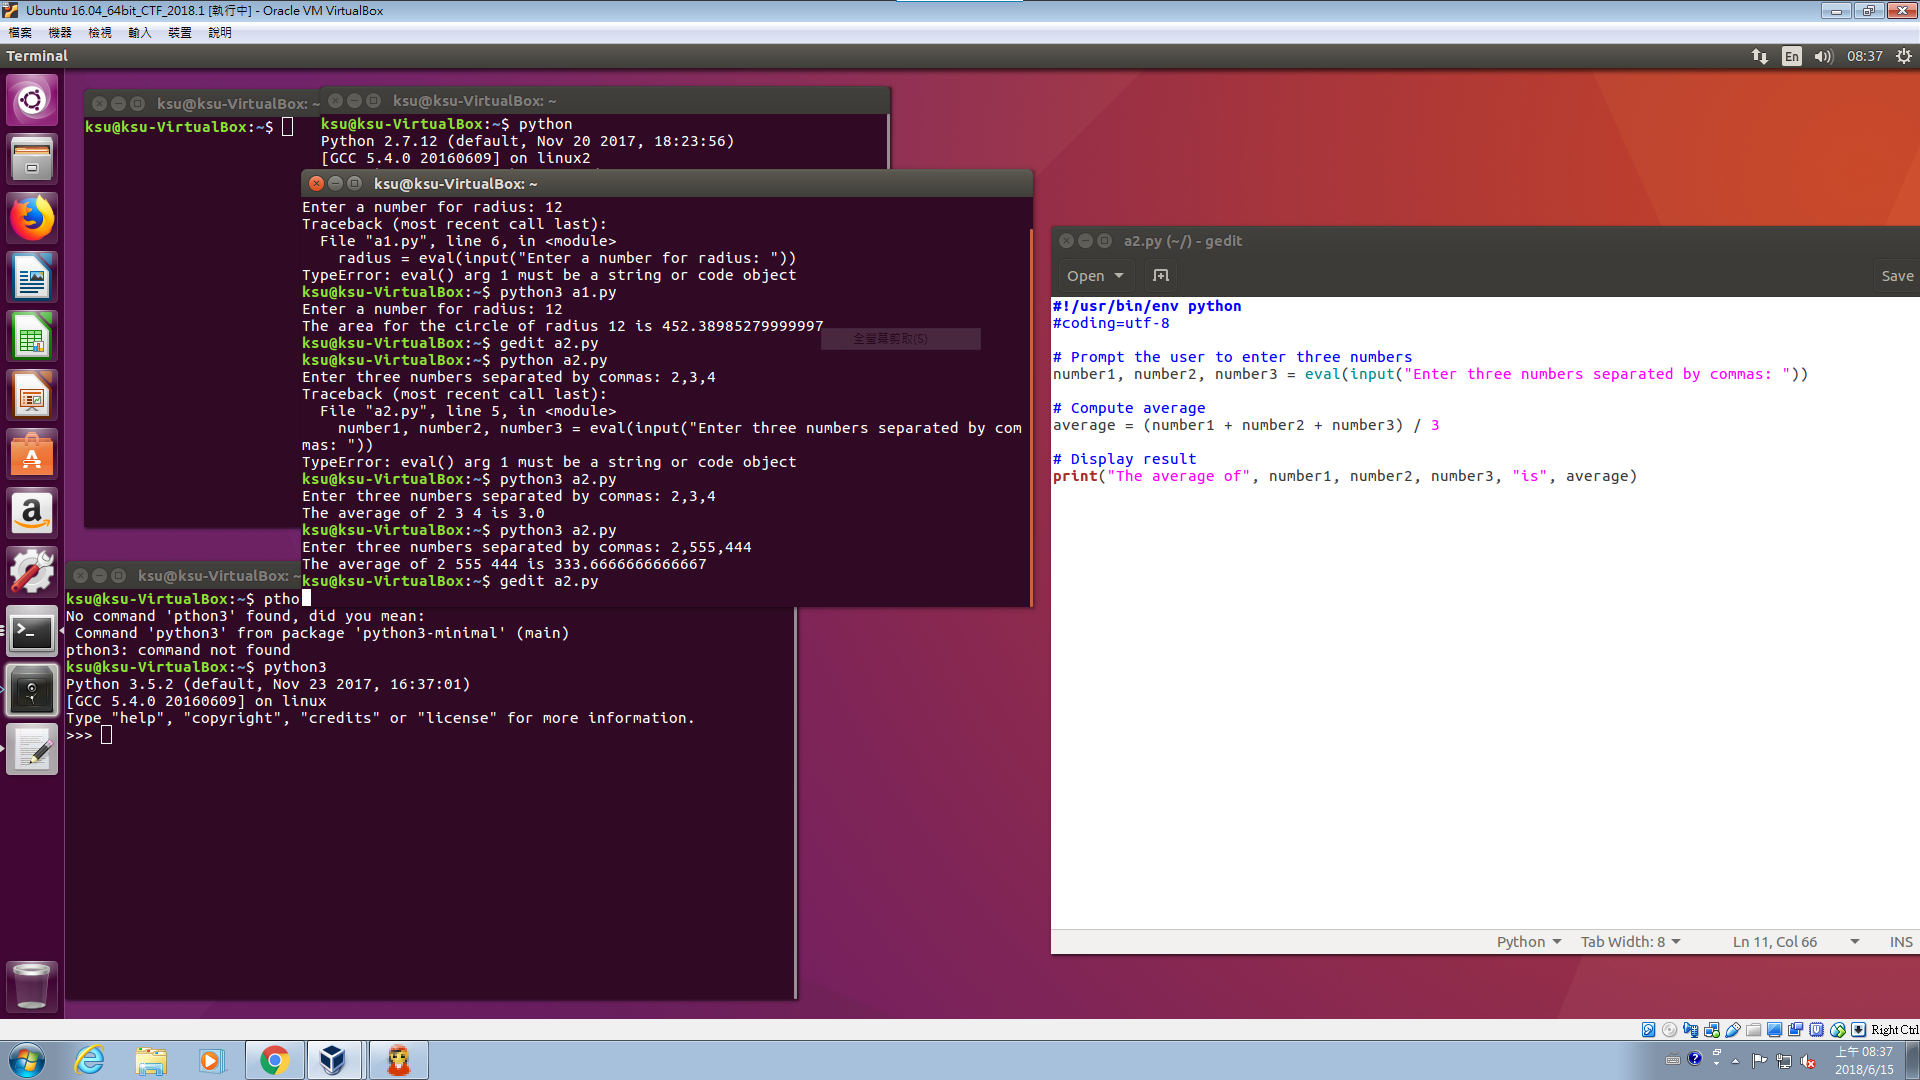 Ubuntu 16.04_64bit_CTF_2018.1 [執行中] - Oracle VM VirtualBox
檔案 機器 檢視 輸入 裝置 說明
Terminal
En
08:37
ksu@ksu-VirtualBox: ~
ksu@ksu-VirtualBox:~$
ksu@ksu-VirtualBox: ~
ksu@ksu-VirtualBox:~$ python
Python 2.7.12 (default, Nov 20 2017, 18:23:56)
[GCC 5.4.0 20160609] on linux2
ksu@ksu-VirtualBox: ~
Enter a number for radius: 12
Traceback (most recent call last):
  File "a1.py", line 6, in <module>
    radius = eval(input("Enter a number for radius: "))
TypeError: eval() arg 1 must be a string or code object
ksu@ksu-VirtualBox:~$ python3 a1.py
Enter a number for radius: 12
The area for the circle of radius 12 is 452.38985279999997
全螢幕剪取(S)
ksu@ksu-VirtualBox:~$ gedit a2.py
ksu@ksu-VirtualBox:~$ python a2.py
Enter three numbers separated by commas: 2,3,4
Traceback (most recent call last):
  File "a2.py", line 5, in <module>
    number1, number2, number3 = eval(input("Enter three numbers separated by com
mas: "))
TypeError: eval() arg 1 must be a string or code object
ksu@ksu-VirtualBox:~$ python3 a2.py
Enter three numbers separated by commas: 2,3,4
The average of 2 3 4 is 3.0
ksu@ksu-VirtualBox:~$ python3 a2.py
Enter three numbers separated by commas: 2,555,444
The average of 2 555 444 is 333.6666666666667
ksu@ksu-VirtualBox:~$ gedit a2.py
ksu@ksu-VirtualBox: ~
ksu@ksu-VirtualBox:~$ ptho
No command 'pthon3' found, did you mean:
 Command 'python3' from package 'python3-minimal' (main)
pthon3: command not found
ksu@ksu-VirtualBox:~$ python3
Python 3.5.2 (default, Nov 23 2017, 16:37:01)
[GCC 5.4.0 20160609] on linux
Type "help", "copyright", "credits" or "license" for more information.
>>>
a2.py (~/) - gedit
Open
Save
#!/usr/bin/env python
#coding=utf-8
# Prompt the user to enter three numbers
number1, number2, number3 = eval(input("Enter three numbers separated by commas: "))
# Compute average
average = (number1 + number2 + number3) / 3
# Display result
print("The average of", number1, number2, number3, "is", average)
Python
Tab Width: 8
Ln 11, Col 66
INS
Right Ctrl
上午 08:37
2018/6/15